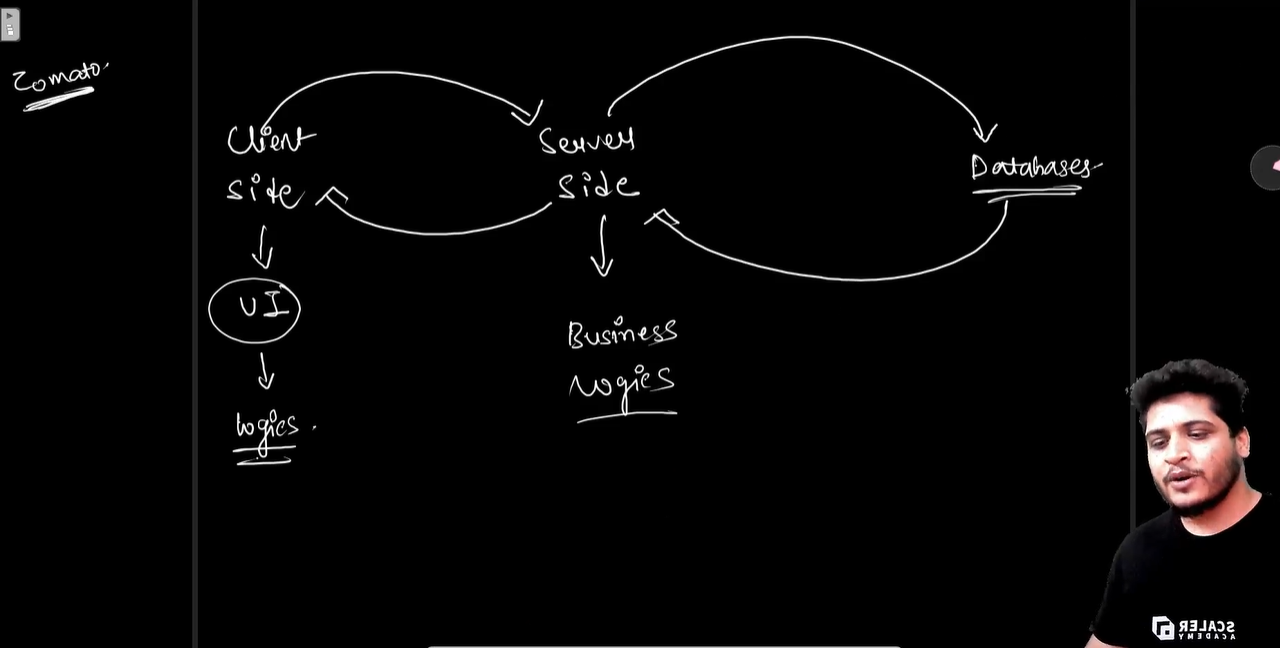 Zomato
Client
Side
Server
Side
Databases
UI
Logics
Business
Logics
SCALER
ACADEMY